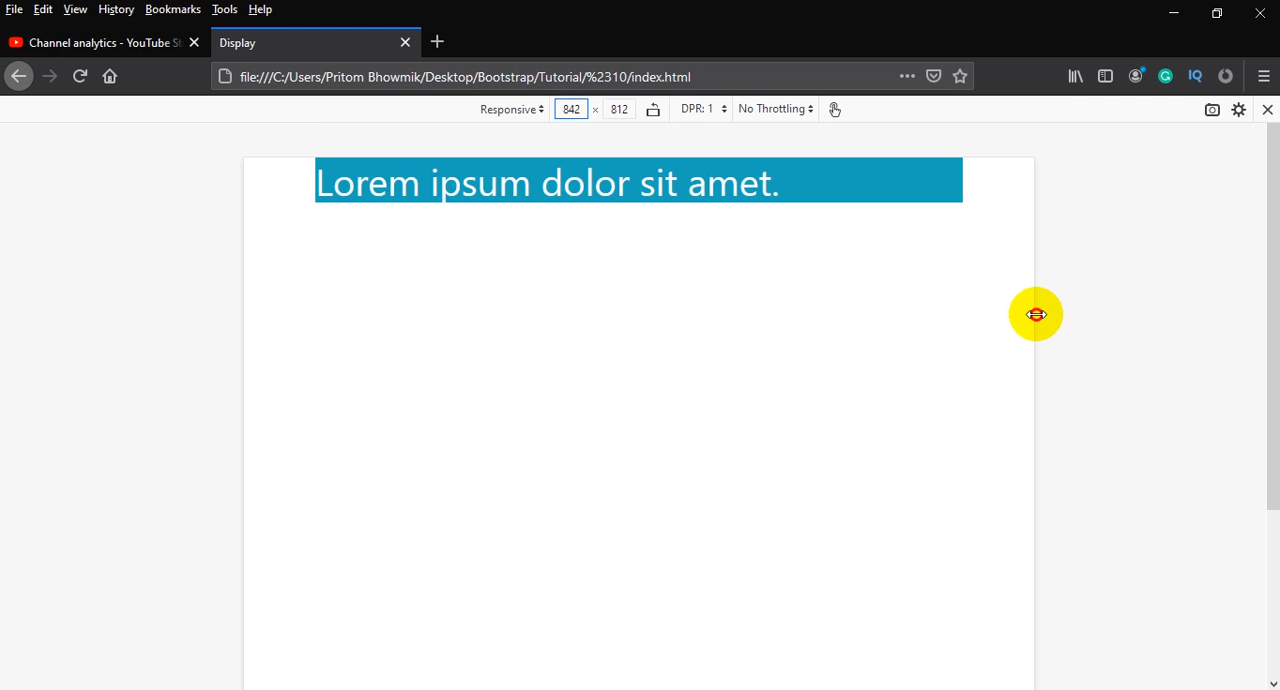 File Edit View History Bookmarks Tools Help
Channel analytics - YouTube St
Display
file:///C:/Users/Pritom Bhowmik/Desktop/Bootstrap/Tutorial/%2310/index.html
IQ
Responsive 842 × 812 DPR: 1 No Throttling
Lorem ipsum dolor sit amet.